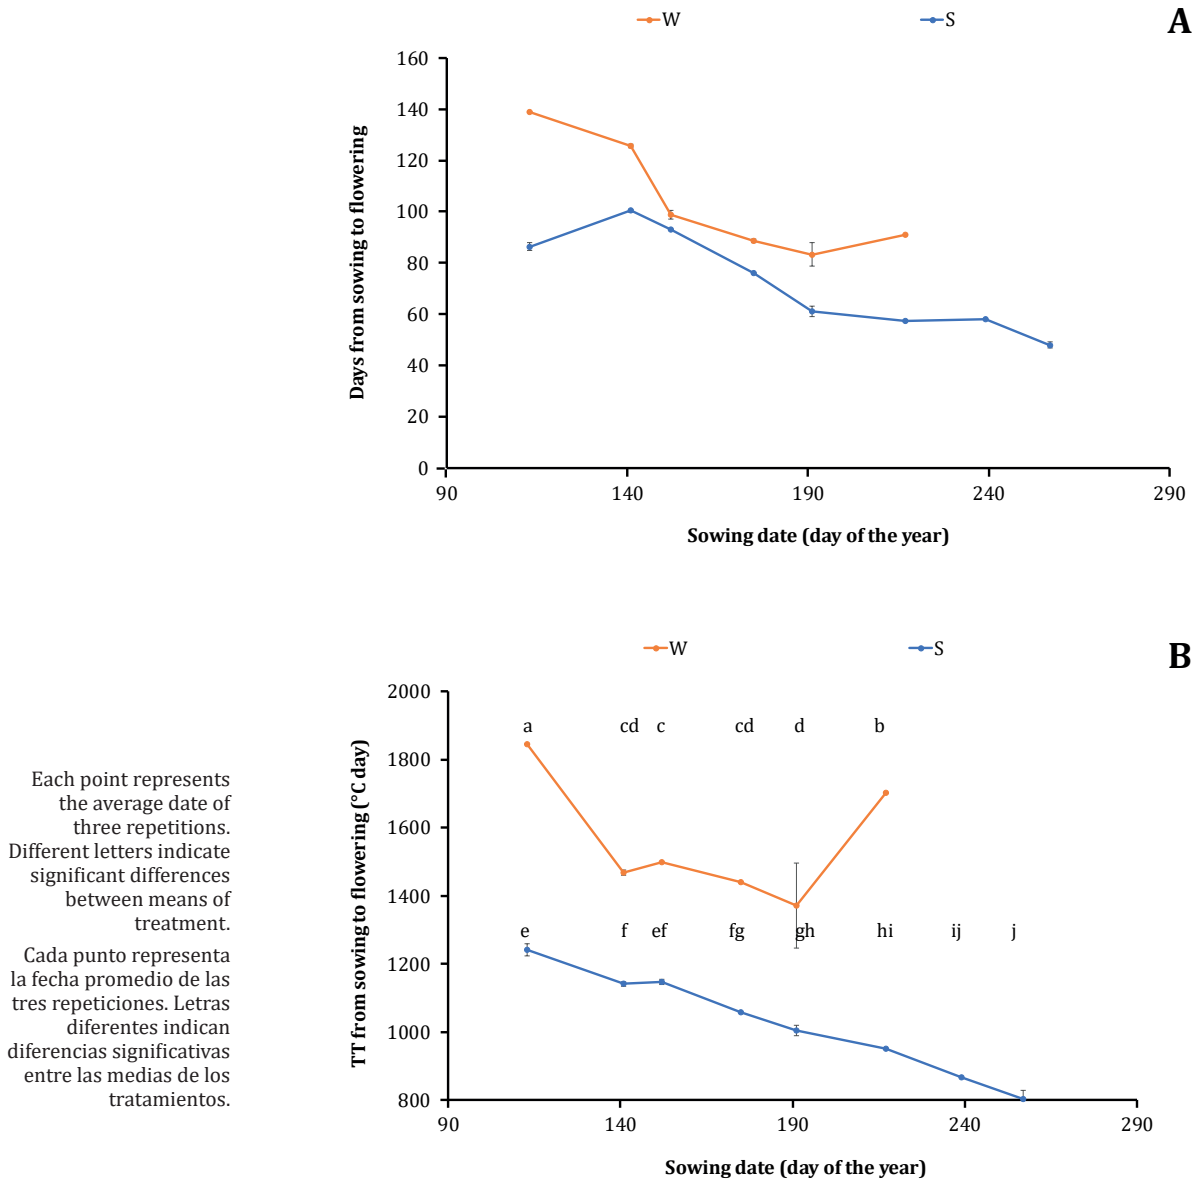 W
S
A
160
140
120
100
80
60
40
20
0
Days from sowing to flowering
90
140
190
240
290
Sowing date (day of the year)
W
S
B
2000
1800
1600
1400
1200
1000
800
TT from sowing to flowering (°C day)
a
cd
c
cd
d
b
e
f
ef
fg
gh
hi
ij
j
90
140
190
240
290
Sowing date (day of the year)
Each point represents
the average date of
three repetitions.
Different letters indicate
significant differences
between means of
treatment.
Cada punto representa
la fecha promedio de las
tres repeticiones. Letras
diferentes indican
diferencias significativas
entre las medias de los
tratamientos.